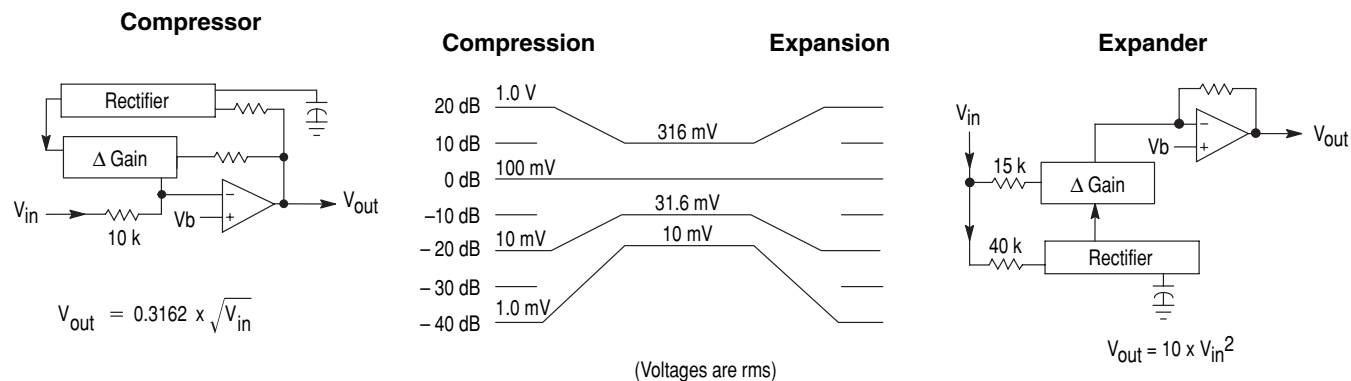 Compressor
Rectifier
Δ Gain
V_in
10 k
Vb
−
+
V_out
V_out = 0.3162 x √V_in
Compression
Expansion
20 dB
1.0 V
10 dB
316 mV
0 dB
100 mV
−10 dB
31.6 mV
−20 dB
10 mV
10 mV
−30 dB
1.0 mV
−40 dB
(Voltages are rms)
Expander
V_in
15 k
Δ Gain
Vb
−
+
V_out
40 k
Rectifier
V_out = 10 x V_in²